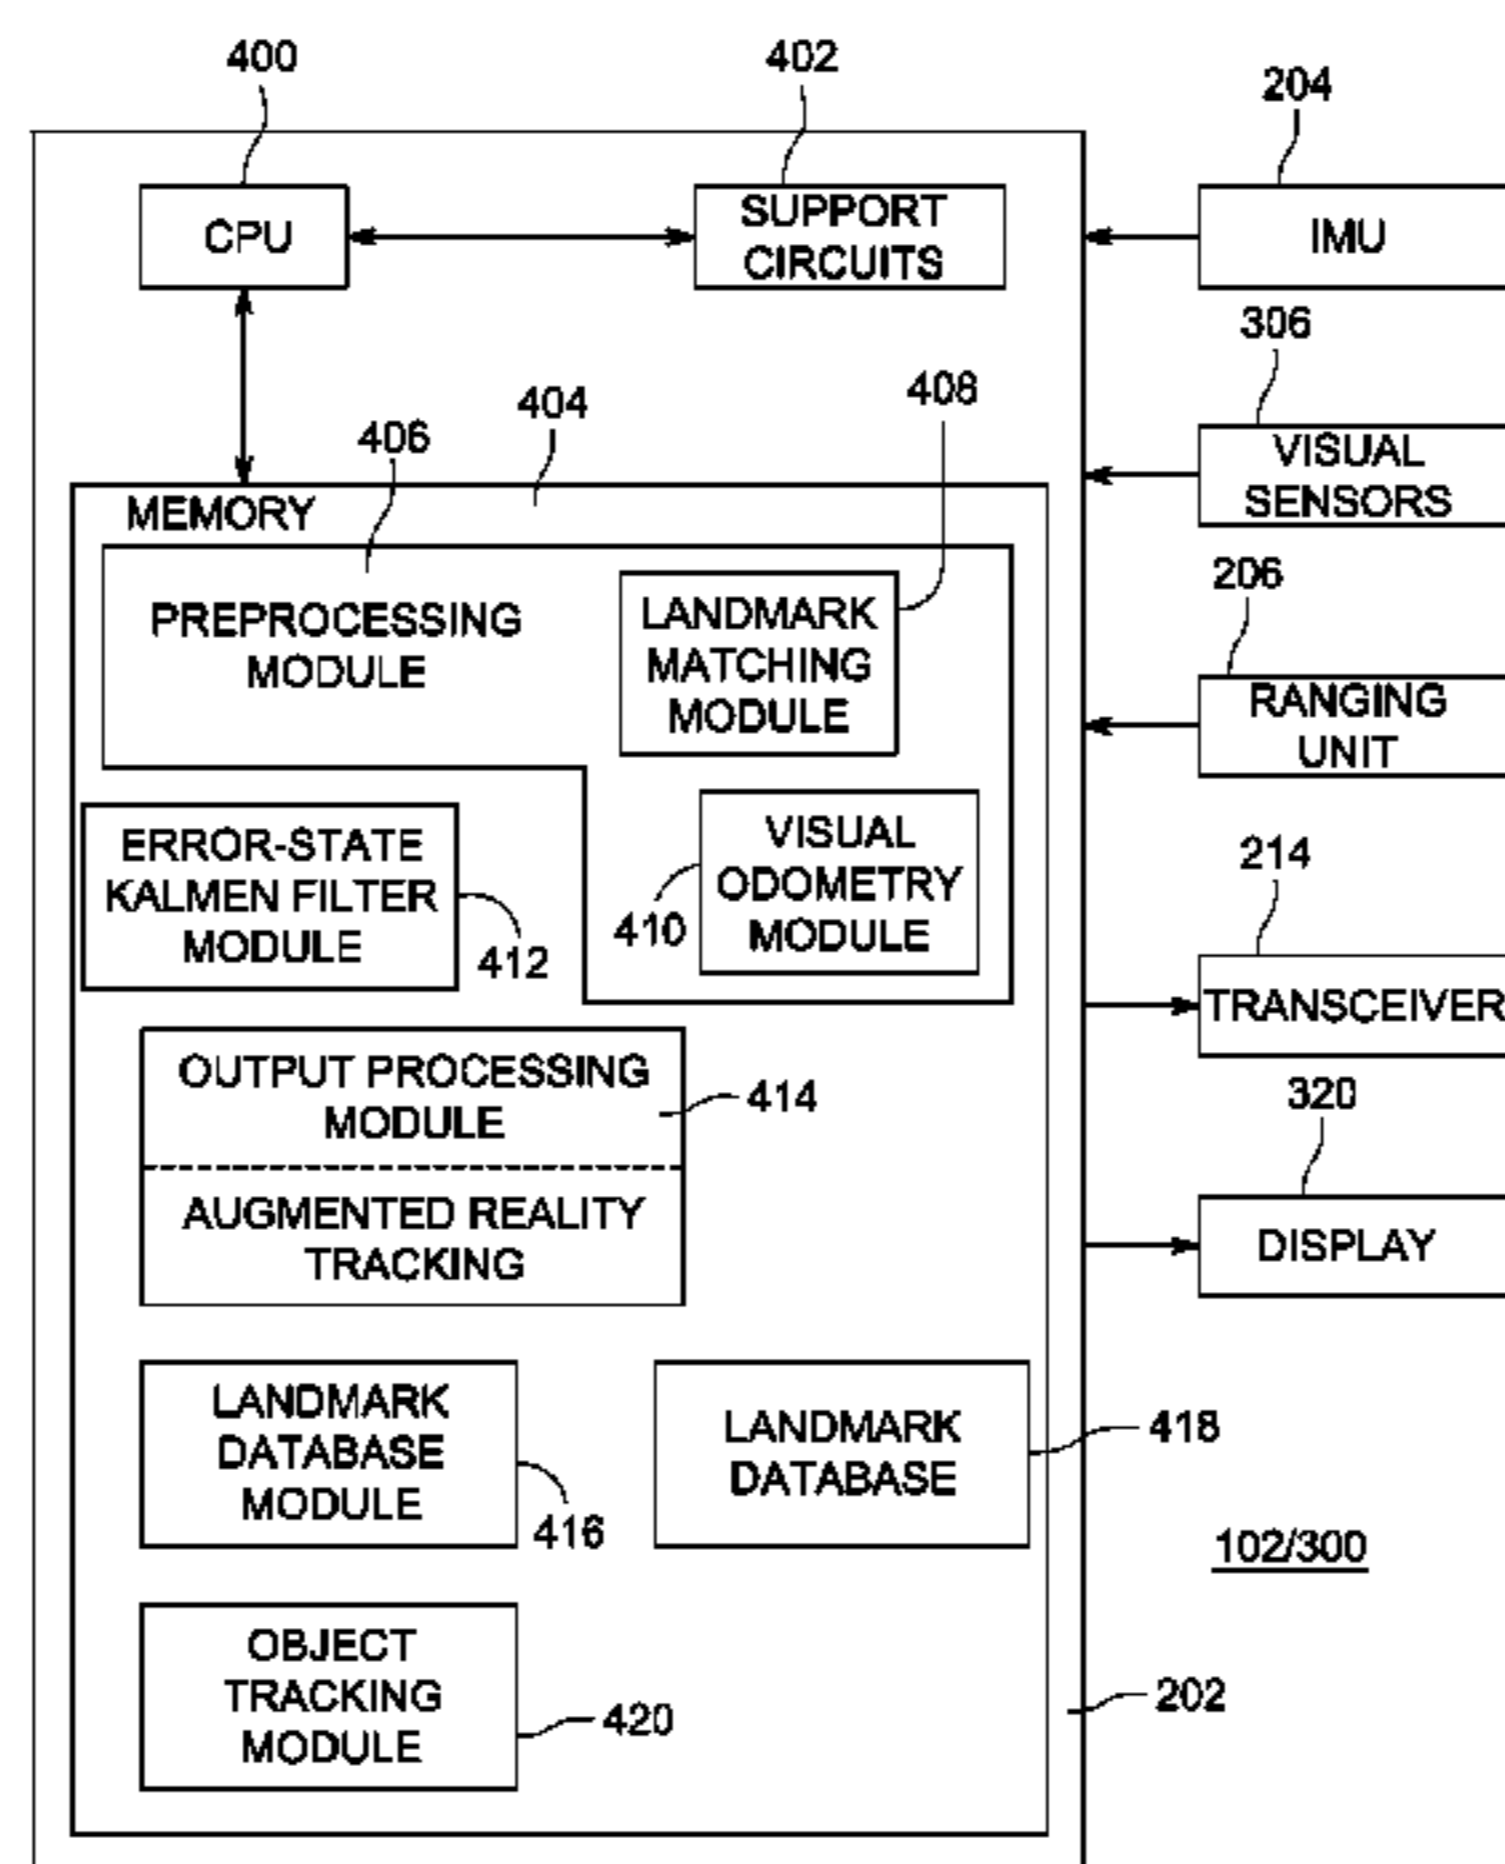 400
402
204
CPU
SUPPORT
CIRCUITS
IMU
306
408
404
406
VISUAL
SENSORS
MEMORY
206
PREPROCESSING
MODULE
LANDMARK
MATCHING
MODULE
RANGING
UNIT
ERROR-STATE
KALMEN FILTER
MODULE
412
410
VISUAL
ODOMETRY
MODULE
214
TRANSCEIVER
OUTPUT PROCESSING
MODULE
414
320
AUGMENTED REALITY
TRACKING
DISPLAY
LANDMARK
DATABASE
MODULE
416
LANDMARK
DATABASE
418
102/300
OBJECT
TRACKING
MODULE
420
202